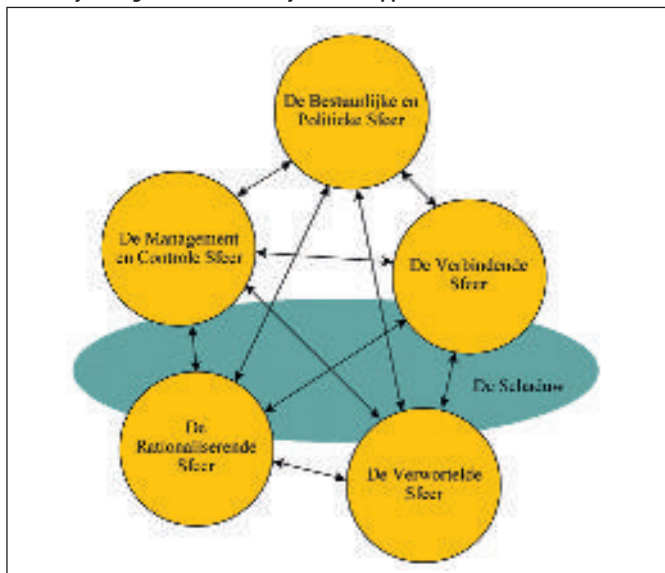 De Bestuurlijke en
Politieke Sfeer
De Management
en Controle Sfeer
De Verbindende
Sfeer
De Schaduw
De
Rationaliserende
Sfeer
De Verwortelde
Sfeer